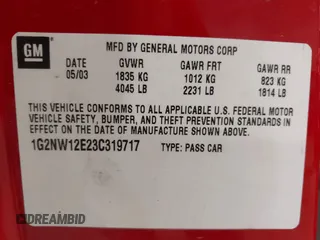 GM
MFD BY GENERAL MOTORS CORP
DATE GVWR GAWR FRT GAWR RR
05/03 1835 KG 1012 KG 823 KG
4045 LB 2231 LB 1814 LB
THIS VEHICLE CONFORMS TO ALL APPLICABLE U.S. FEDERAL MOTOR
VEHICLE SAFETY, BUMPER, AND THEFT PREVENTION STANDARDS IN
EFFECT ON THE DATE OF MANUFACTURE SHOWN ABOVE.
1G2NW12E23C319717 TYPE: PASS CAR
IDREAMBID